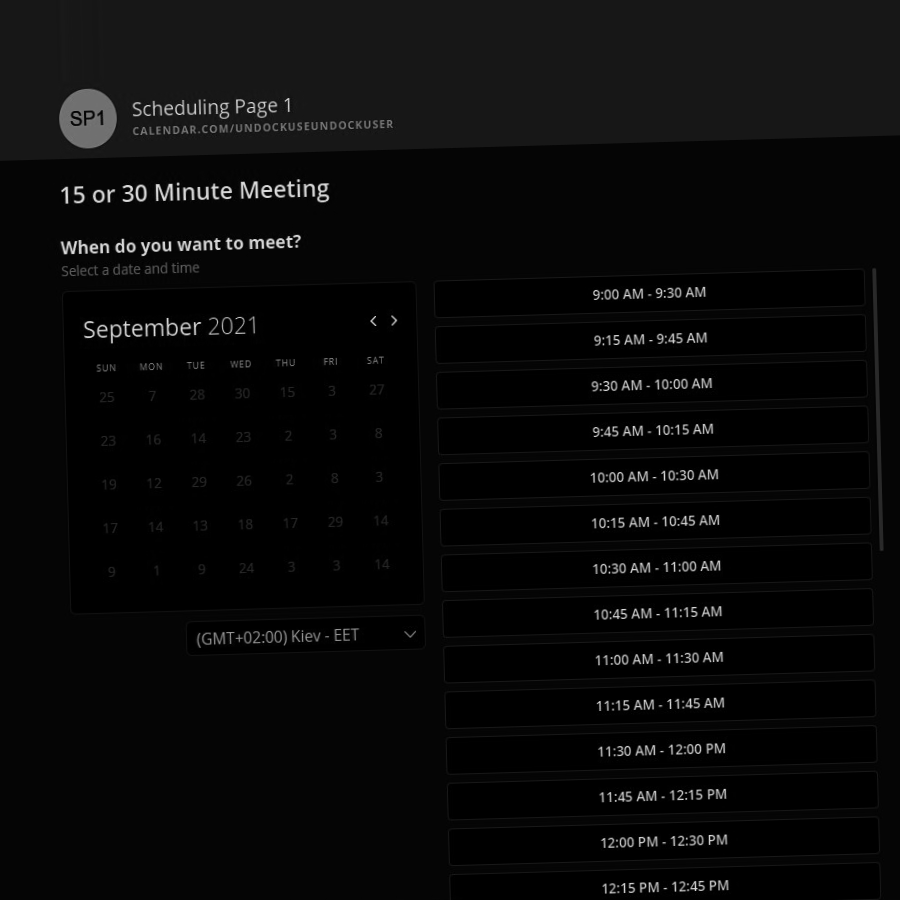 SP1
Scheduling Page 1
CALENDAR.COM/UNDOCKUSEUNDOCKUSER
15 or 30 Minute Meeting
When do you want to meet?
Select a date and time
September 2021
SUN MON TUE WED THU FRI SAT
25 7 28 30 15 3 27
23 16 14 23 2 3 8
19 12 29 26 2 8 3
17 14 13 18 17 29 14
9 1 9 24 3 3 14
(GMT+02:00) Kiev - EET
9:00 AM - 9:30 AM
9:15 AM - 9:45 AM
9:30 AM - 10:00 AM
9:45 AM - 10:15 AM
10:00 AM - 10:30 AM
10:15 AM - 10:45 AM
10:30 AM - 11:00 AM
10:45 AM - 11:15 AM
11:00 AM - 11:30 AM
11:15 AM - 11:45 AM
11:30 AM - 12:00 PM
11:45 AM - 12:15 PM
12:00 PM - 12:30 PM
12:15 PM - 12:45 PM